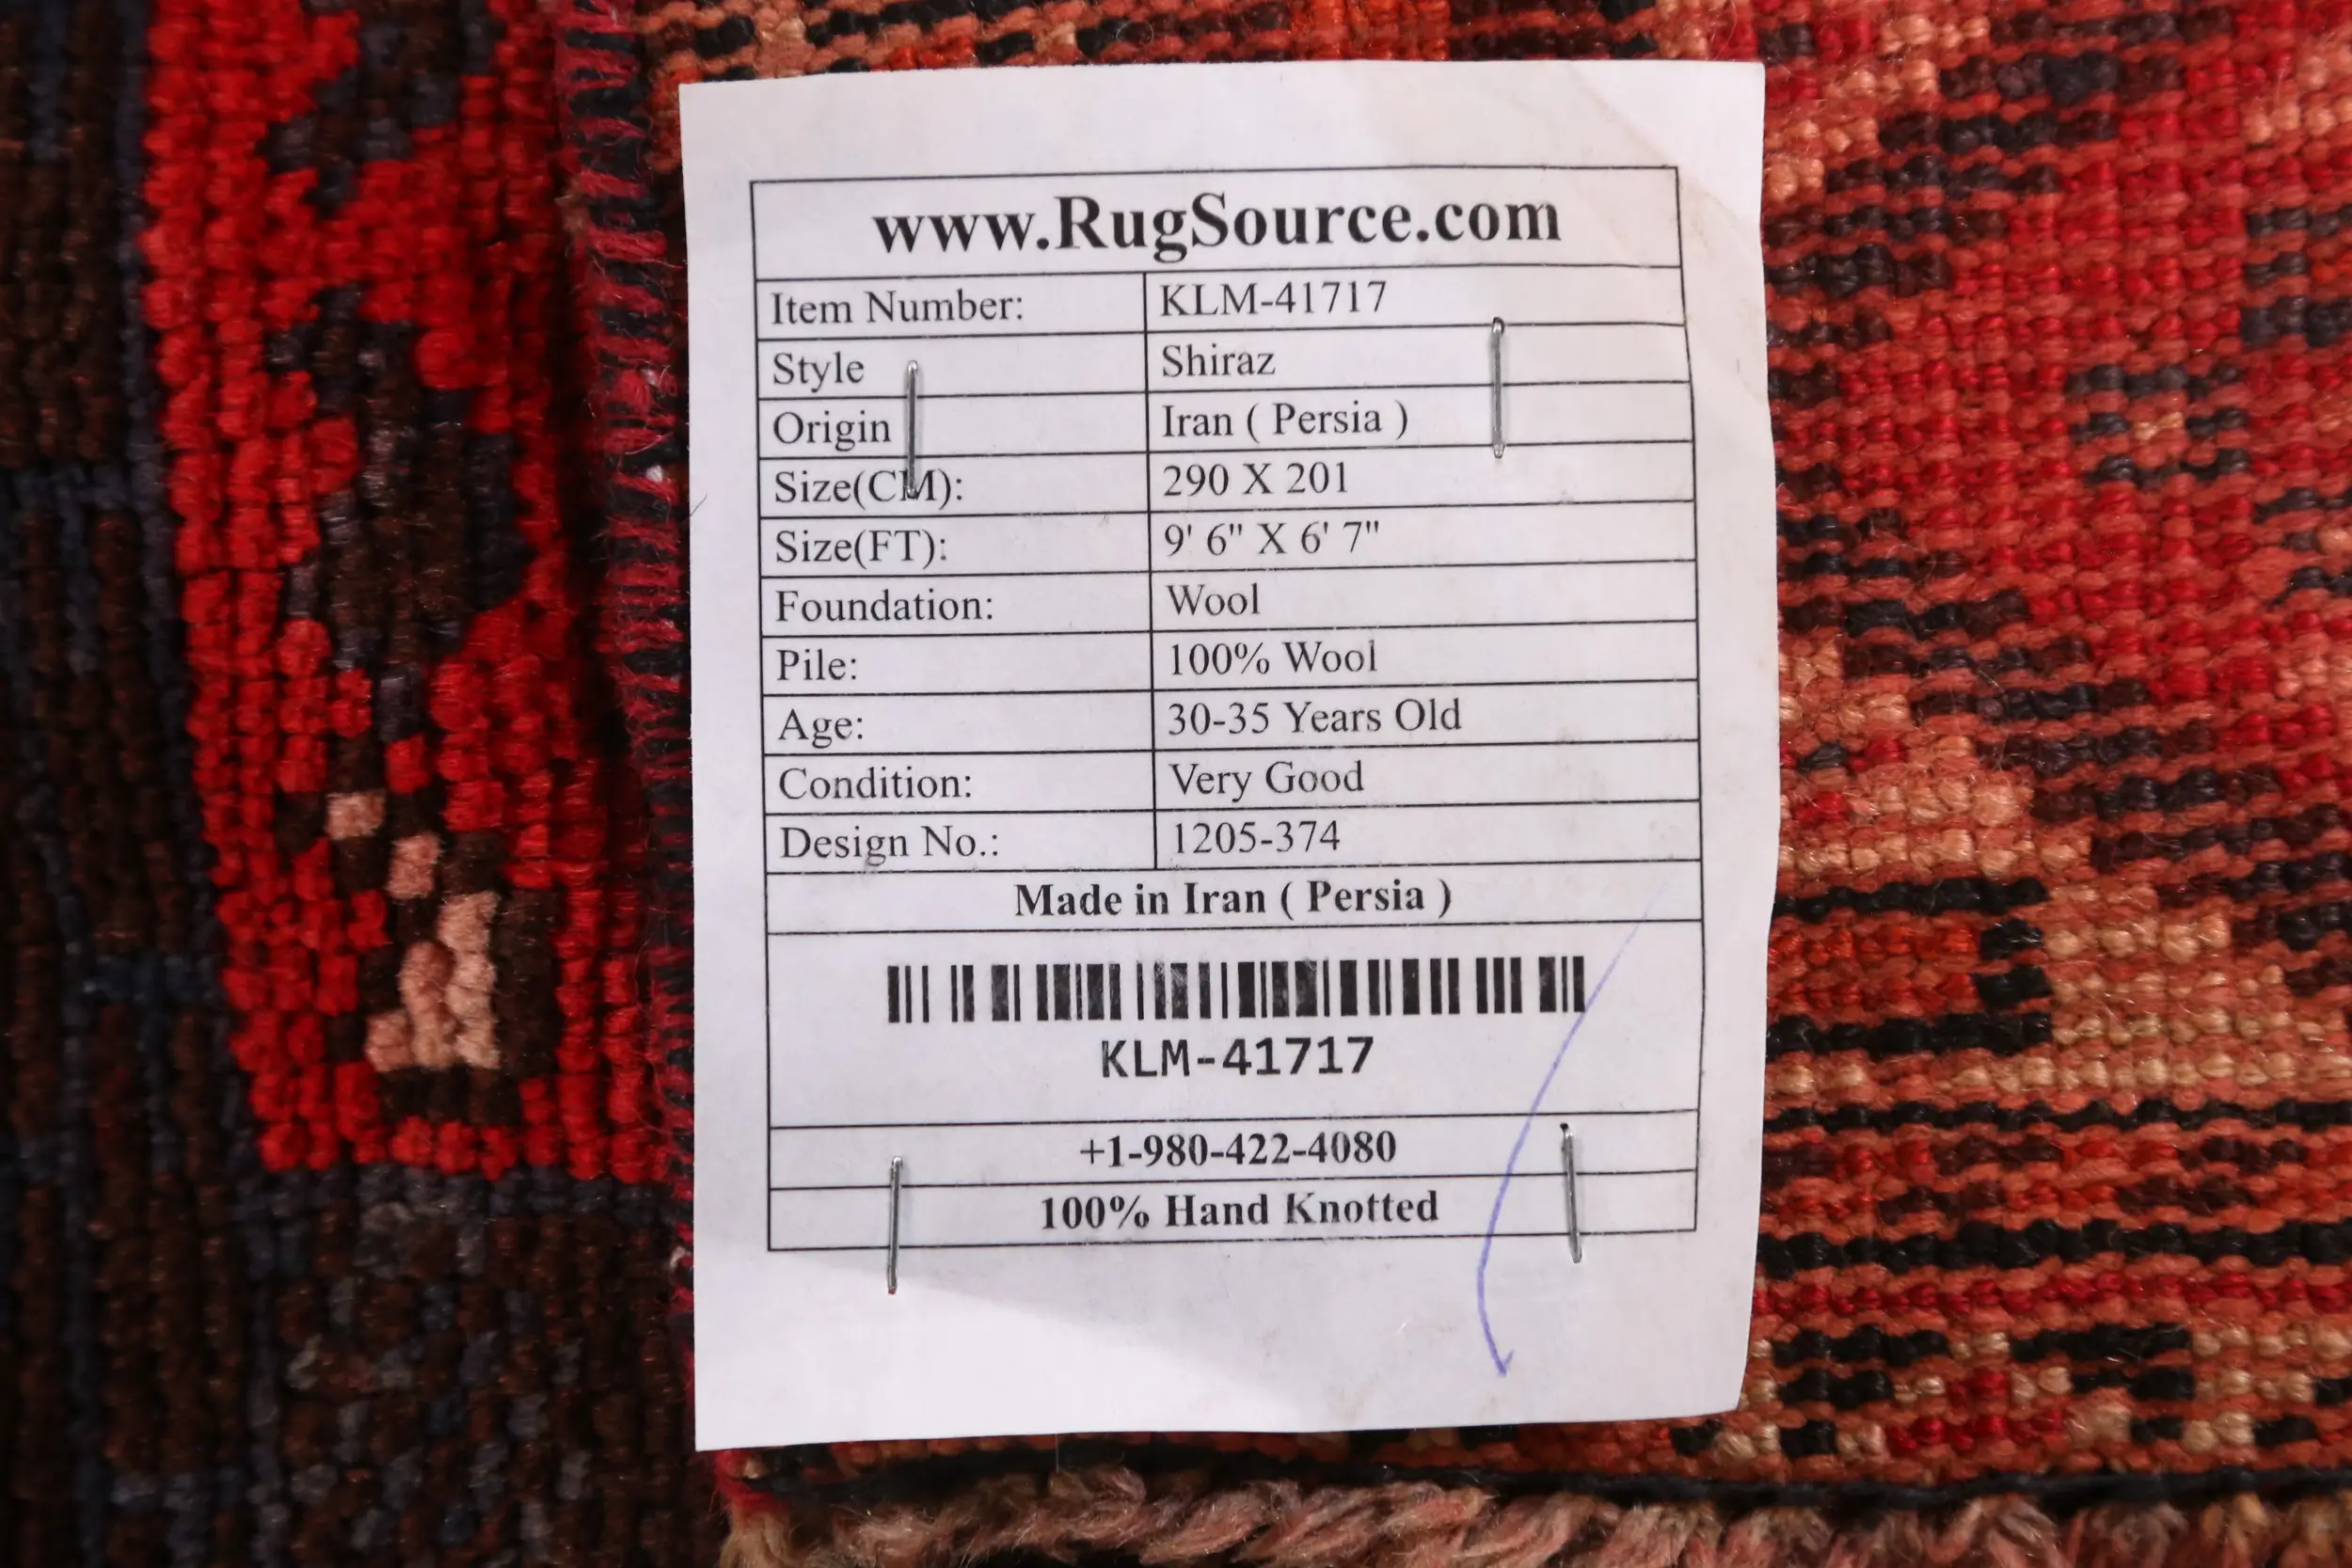 www.RugSource.com
Item Number: KLM-41717
Style Shiraz
Origin Iran ( Persia )
Size(CM): 290 X 201
Size(FT): 9' 6" X 6' 7"
Foundation: Wool
Pile: 100% Wool
Age: 30-35 Years Old
Condition: Very Good
Design No.: 1205-374
Made in Iran ( Persia )
KLM-41717
+1-980-422-4080
100% Hand Knotted